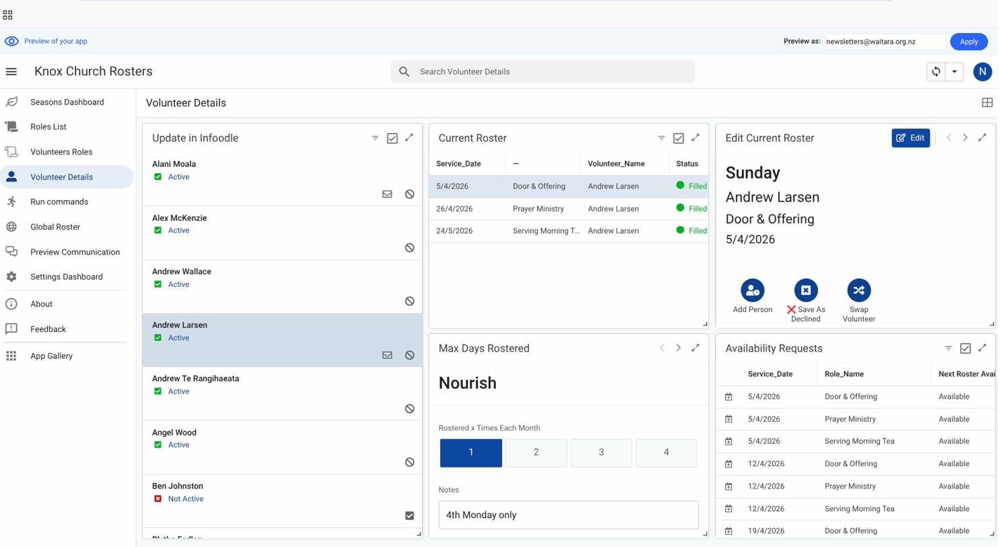 Preview of your app
Preview as:
newsletters@waitara.org.nz
Apply
Knox Church Rosters
Search Volunteer Details
N
Seasons Dashboard
Roles List
Volunteers Roles
Volunteer Details
Run commands
Global Roster
Preview Communication
Settings Dashboard
About
Feedback
App Gallery
Volunteer Details
Update in Infoodle
Alani Moala
Active
Alex McKenzie
Active
Andrew Wallace
Active
Andrew Larsen
Active
Andrew Te Rangihaeata
Active
Angel Wood
Active
Ben Johnston
Not Active
Current Roster
Service_Date — Volunteer_Name Status
5/4/2026 Door & Offering Andrew Larsen Filled
26/4/2026 Prayer Ministry Andrew Larsen Filled
24/5/2026 Serving Morning T... Andrew Larsen Filled
Edit Current Roster
Edit
Sunday
Andrew Larsen
Door & Offering
5/4/2026
Add Person
❌ Save As
Declined
Swap
Volunteer
Max Days Rostered
Nourish
Rostered x Times Each Month
1 2 3 4
Notes
4th Monday only
Availability Requests
Service_Date Role_Name Next Roster Avai
5/4/2026 Door & Offering Available
5/4/2026 Prayer Ministry Available
5/4/2026 Serving Morning Tea Available
12/4/2026 Door & Offering Available
12/4/2026 Prayer Ministry Available
12/4/2026 Serving Morning Tea Available
19/4/2026 Door & Offering Available